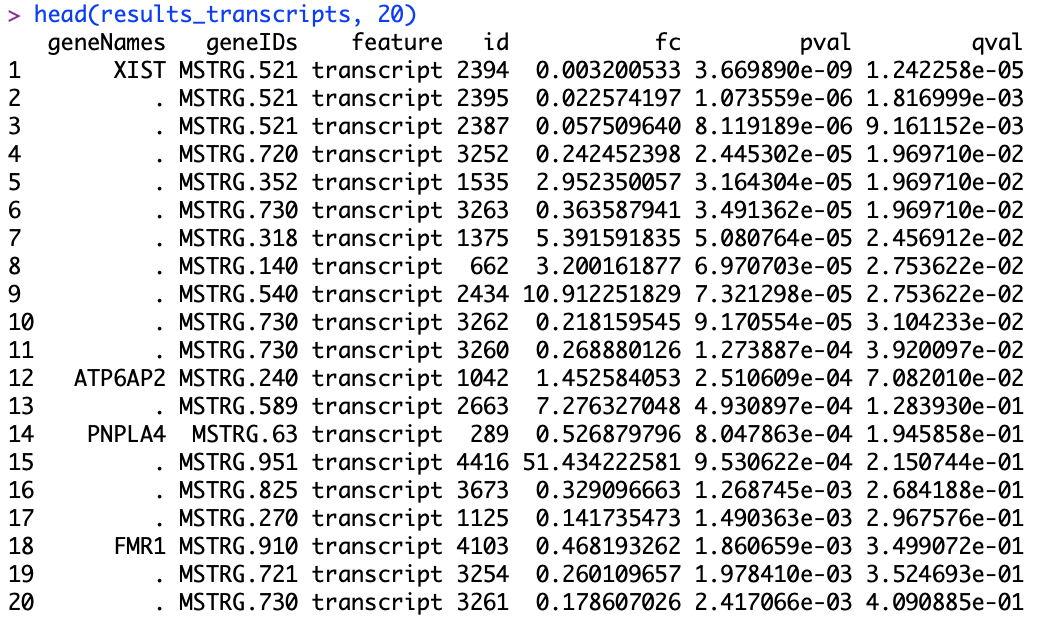 > head(results_transcripts, 20)
geneNames geneIDs feature id fc pval qval
1 XIST MSTRG.521 transcript 2394 0.003200533 3.669890e-09 1.242258e-05
2 . MSTRG.521 transcript 2395 0.022574197 1.073559e-06 1.816999e-03
3 . MSTRG.521 transcript 2387 0.057509640 8.119189e-06 9.161152e-03
4 . MSTRG.720 transcript 3252 0.242452398 2.445302e-05 1.969710e-02
5 . MSTRG.352 transcript 1535 2.952350057 3.164304e-05 1.969710e-02
6 . MSTRG.730 transcript 3263 0.363587941 3.491362e-05 1.969710e-02
7 . MSTRG.318 transcript 1375 5.391591835 5.080764e-05 2.456912e-02
8 . MSTRG.140 transcript 662 3.200161877 6.970703e-05 2.753622e-02
9 . MSTRG.540 transcript 2434 10.912251829 7.321298e-05 2.753622e-02
10 . MSTRG.730 transcript 3262 0.218159545 9.170554e-05 3.104233e-02
11 . MSTRG.730 transcript 3260 0.268880126 1.273887e-04 3.920097e-02
12 ATP6AP2 MSTRG.240 transcript 1042 1.452584053 2.510609e-04 7.082010e-02
13 . MSTRG.589 transcript 2663 7.276327048 4.930897e-04 1.283930e-01
14 PNPLA4 MSTRG.63 transcript 289 0.526879796 8.047863e-04 1.945858e-01
15 . MSTRG.951 transcript 4416 51.434222581 9.530622e-04 2.150744e-01
16 . MSTRG.825 transcript 3673 0.329096663 1.268745e-03 2.684188e-01
17 . MSTRG.270 transcript 1125 0.141735473 1.490363e-03 2.967576e-01
18 FMR1 MSTRG.910 transcript 4103 0.468193262 1.860659e-03 3.499072e-01
19 . MSTRG.721 transcript 3254 0.260109657 1.978410e-03 3.524693e-01
20 . MSTRG.730 transcript 3261 0.178607026 2.417066e-03 4.090885e-01